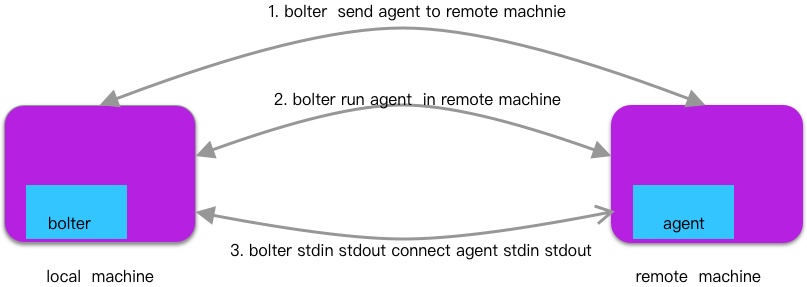 1. bolter send agent to remote machnie
2. bolter run agent in remote machine
bolter
agent
3. bolter stdin stdout connect agent stdin stdout
local machine
remote machine